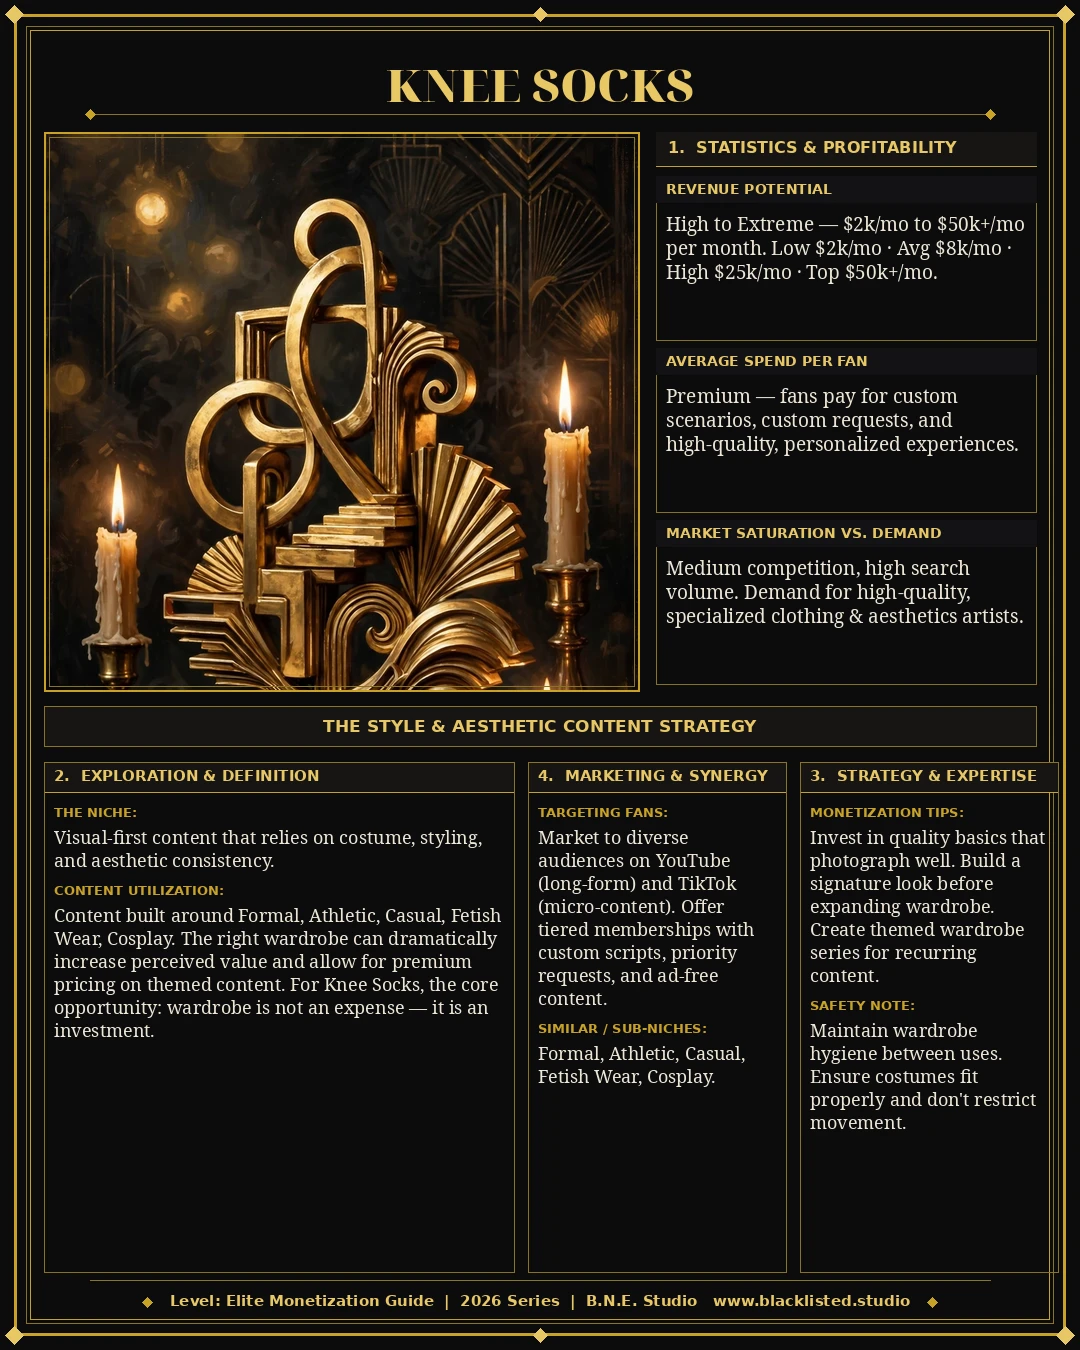 KNEE SOCKS
1. STATISTICS & PROFITABILITY
REVENUE POTENTIAL
High to Extreme — $2k/mo to $50k+/mo
per month. Low $2k/mo · Avg $8k/mo ·
High $25k/mo · Top $50k+/mo.
AVERAGE SPEND PER FAN
Premium — fans pay for custom
scenarios, custom requests, and
high-quality, personalized experiences.
MARKET SATURATION VS. DEMAND
Medium competition, high search
volume. Demand for high-quality,
specialized clothing & aesthetics artists.
THE STYLE & AESTHETIC CONTENT STRATEGY
2. EXPLORATION & DEFINITION
THE NICHE:
Visual-first content that relies on costume, styling,
and aesthetic consistency.
CONTENT UTILIZATION:
Content built around Formal, Athletic, Casual, Fetish
Wear, Cosplay. The right wardrobe can dramatically
increase perceived value and allow for premium
pricing on themed content. For Knee Socks, the core
opportunity: wardrobe is not an expense — it is an
investment.
4. MARKETING & SYNERGY
TARGETING FANS:
Market to diverse
audiences on YouTube
(long-form) and TikTok
(micro-content). Offer
tiered memberships with
custom scripts, priority
requests, and ad-free
content.
SIMILAR / SUB-NICHES:
Formal, Athletic, Casual,
Fetish Wear, Cosplay.
3. STRATEGY & EXPERTISE
MONETIZATION TIPS:
Invest in quality basics that
photograph well. Build a
signature look before
expanding wardrobe.
Create themed wardrobe
series for recurring
content.
SAFETY NOTE:
Maintain wardrobe
hygiene between uses.
Ensure costumes fit
properly and don't restrict
movement.
Level: Elite Monetization Guide | 2026 Series | B.N.E. Studio www.blacklisted.studio